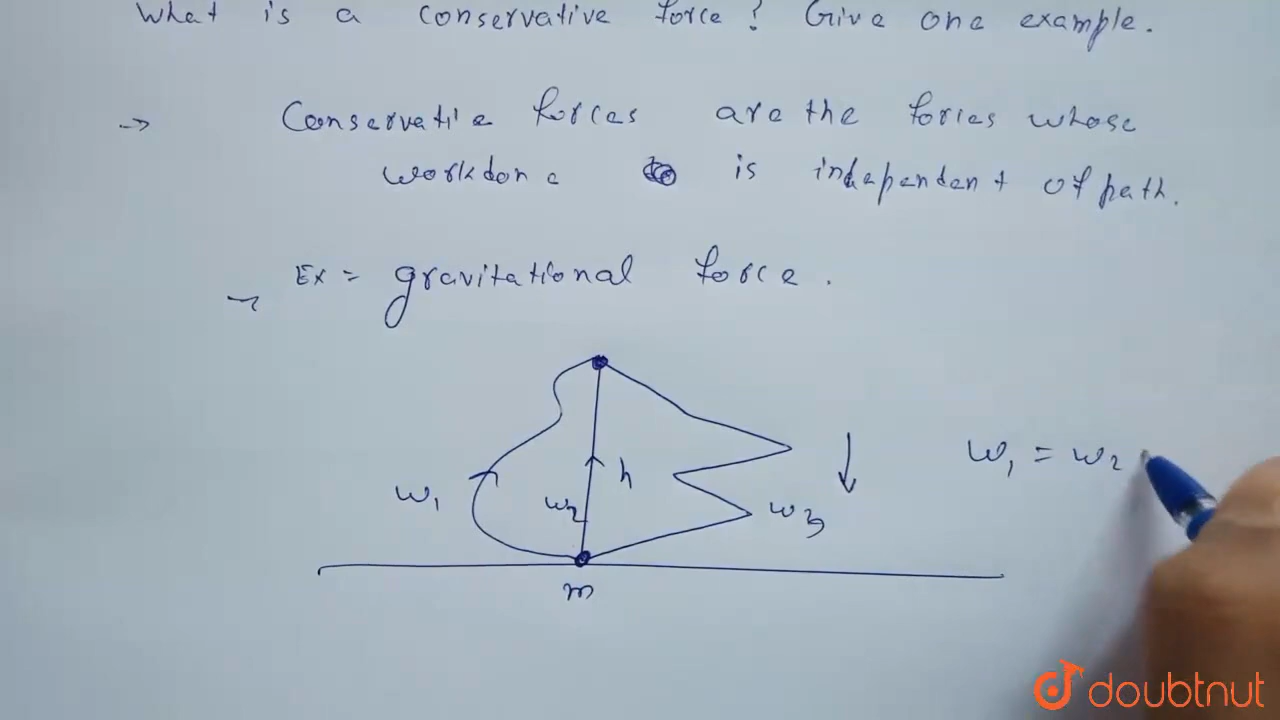 What is a conservative force? Give one example.
→ Conservative forces are the forces whose
workdone is independent of path.
→ Ex = gravitational force.
h
w1
w2
w3
w1 = w2
m
doubtnut